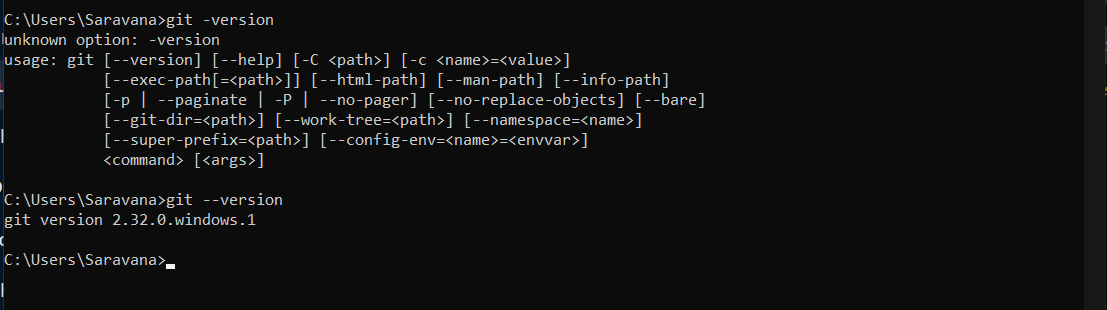 C:\Users\Saravana>git -version
unknown option: -version
usage: git [--version] [--help] [-C <path>] [-c <name>=<value>]
           [--exec-path[=<path>]] [--html-path] [--man-path] [--info-path]
           [-p | --paginate | -P | --no-pager] [--no-replace-objects] [--bare]
           [--git-dir=<path>] [--work-tree=<path>] [--namespace=<name>]
           [--super-prefix=<path>] [--config-env=<name>=<envvar>]
           <command> [<args>]
C:\Users\Saravana>git --version
git version 2.32.0.windows.1
C:\Users\Saravana>